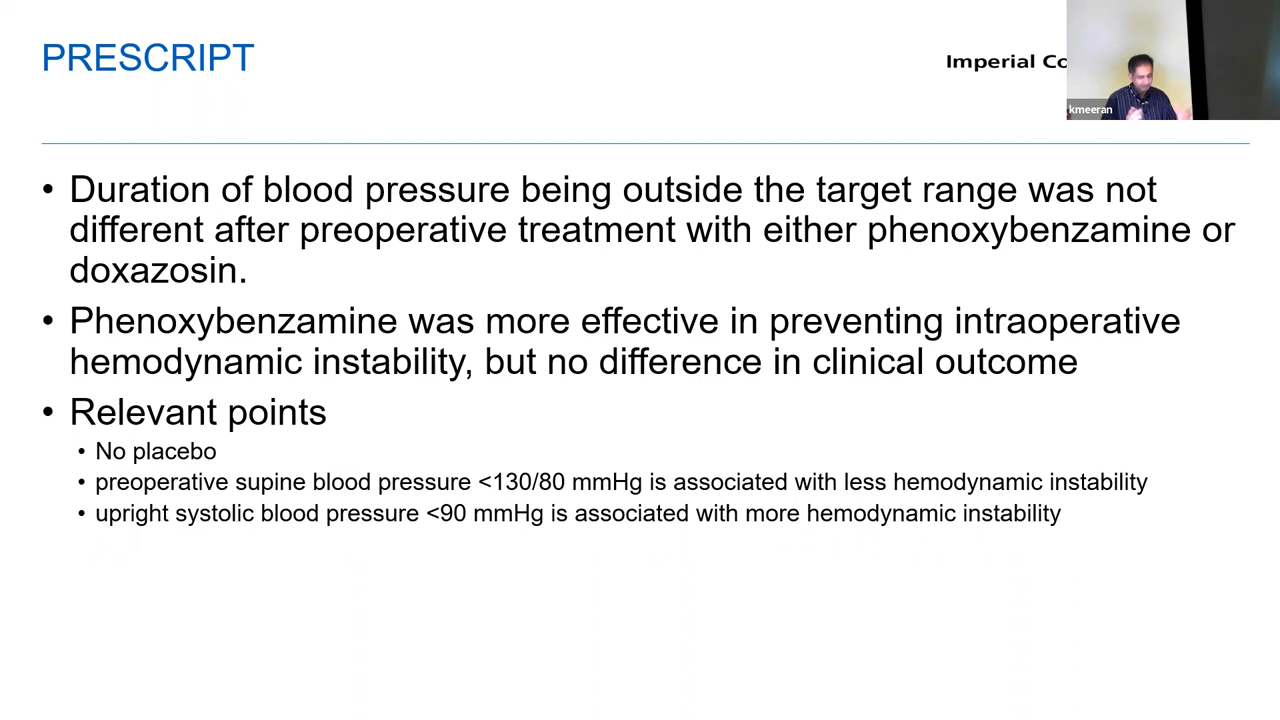 PRESCRIPT
Imperial Co
kmeeran
• Duration of blood pressure being outside the target range was not
different after preoperative treatment with either phenoxybenzamine or
doxazosin.
• Phenoxybenzamine was more effective in preventing intraoperative
hemodynamic instability, but no difference in clinical outcome
• Relevant points
• No placebo
• preoperative supine blood pressure <130/80 mmHg is associated with less hemodynamic instability
• upright systolic blood pressure <90 mmHg is associated with more hemodynamic instability